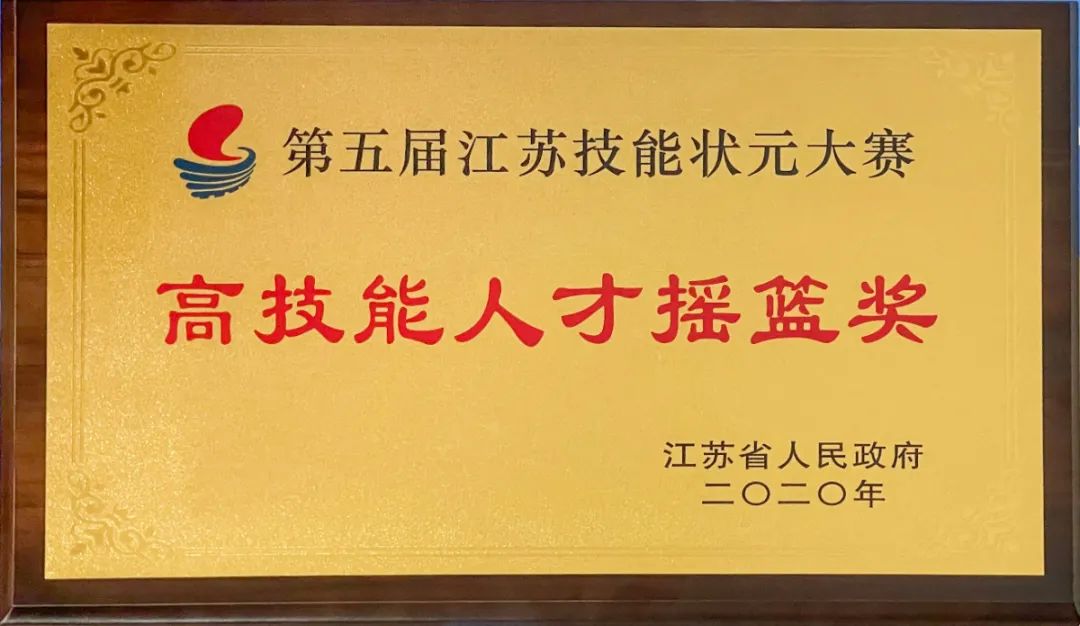 第五届江苏技能状元大赛
高技能人才摇篮奖
江苏省人民政府
二〇二〇年